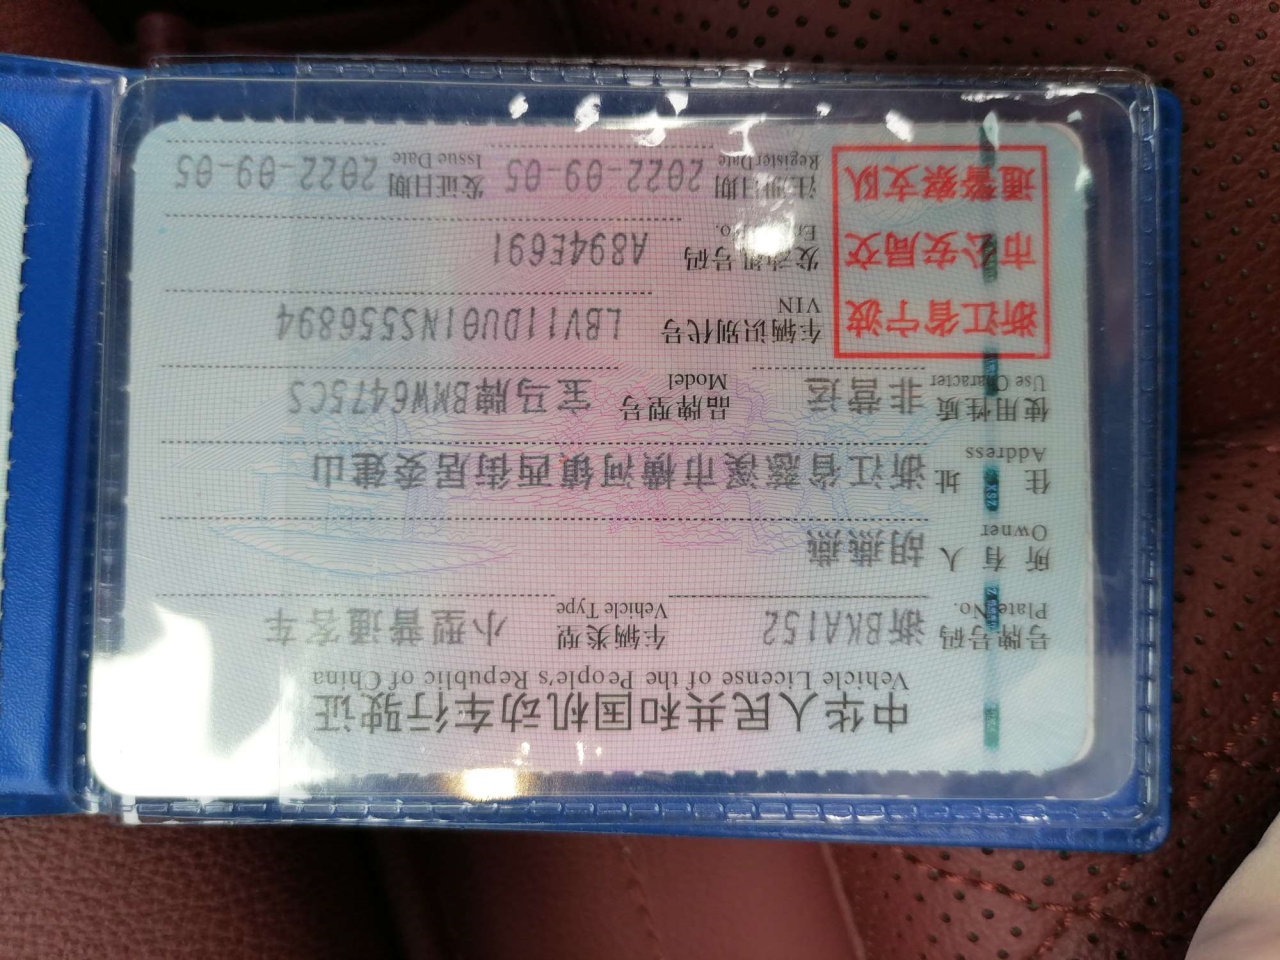 中华人民共和国机动车行驶证
Vehicle License of the People's Republic of China
号牌号码 浙BKA152 车辆类型 小型普通客车
Plate No. Vehicle Type
所有人 胡燕燕
Owner
住址 浙江省慈溪市横河镇西街居委建山
Address
使用性质 非营运 品牌型号 宝马牌BMW6475CS
Use Character Model
浙江省宁波
市公安局交
通警察支队
车辆识别代号 LBV11DU01NS556894
VIN
发动机号码 A894E691
Engine No.
注册日期 2022-09-05 发证日期 2022-09-05
Register Date Issue Date